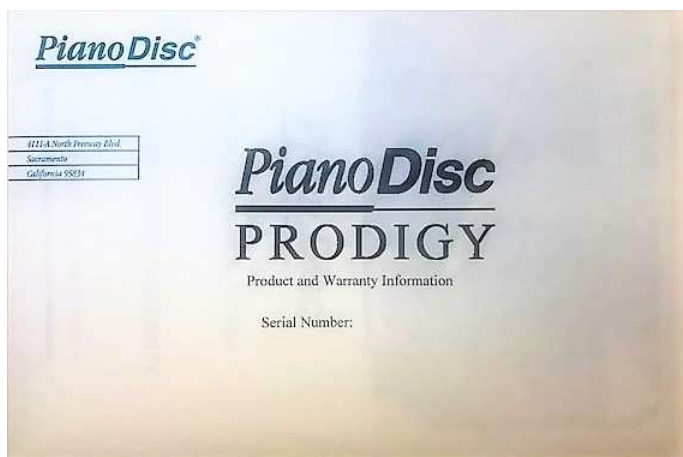 PianoDisc®
4111-A North Freeway Blvd.
Sacramento
California 95834
PianoDisc
PRODIGY
Product and Warranty Information
Serial Number: